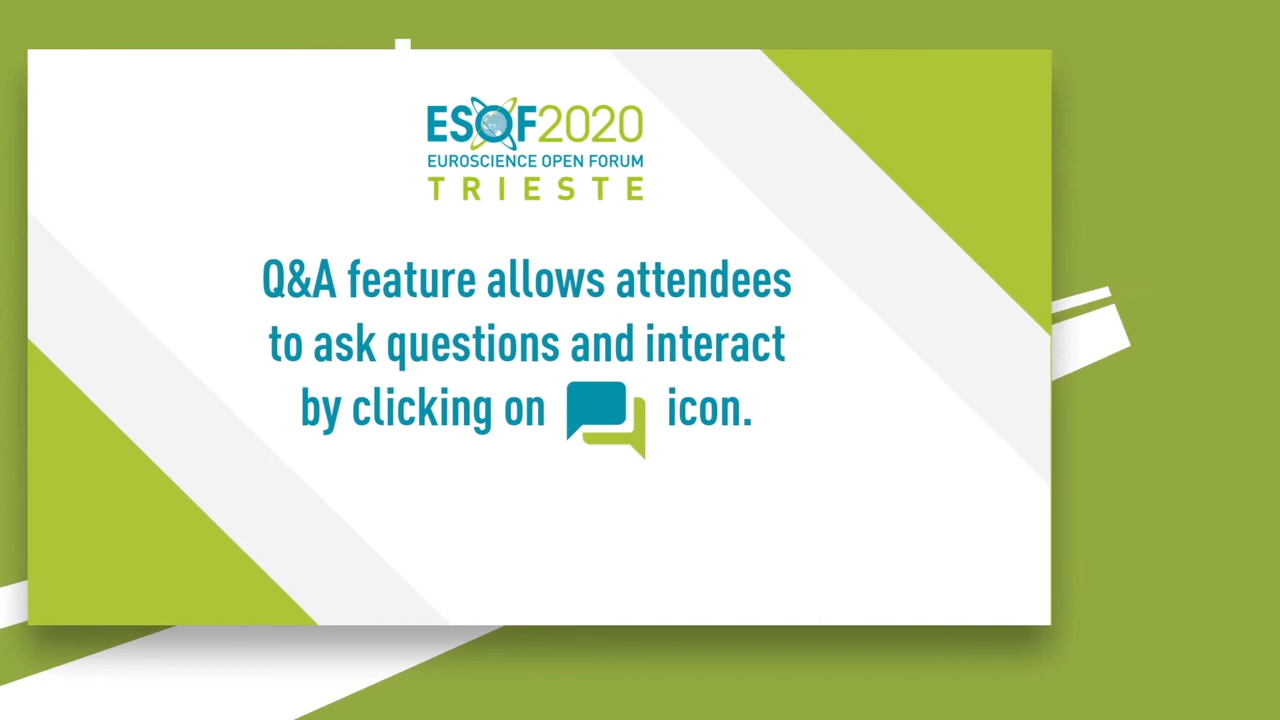 ESOF2020
EUROSCIENCE OPEN FORUM
TRIESTE
Q&A feature allows attendees
to ask questions and interact
by clicking on icon.